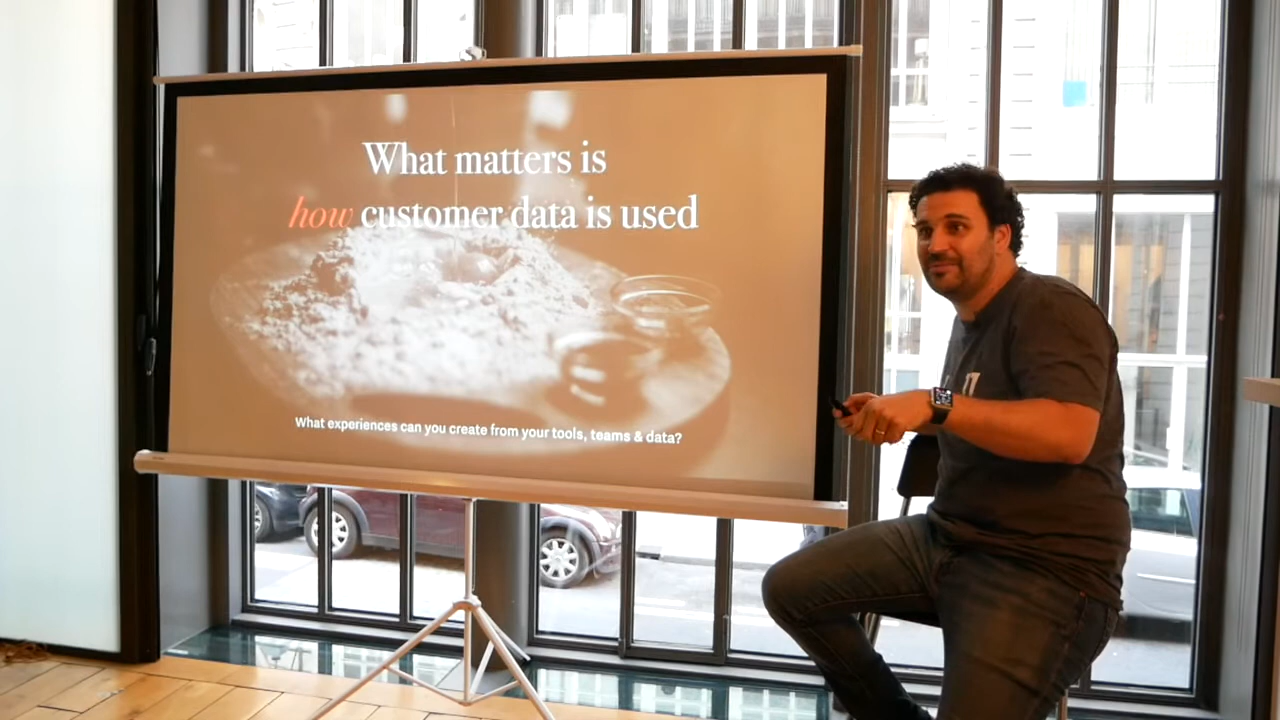 What matters is
how customer data is used
What experiences can you create from your tools, teams & data?